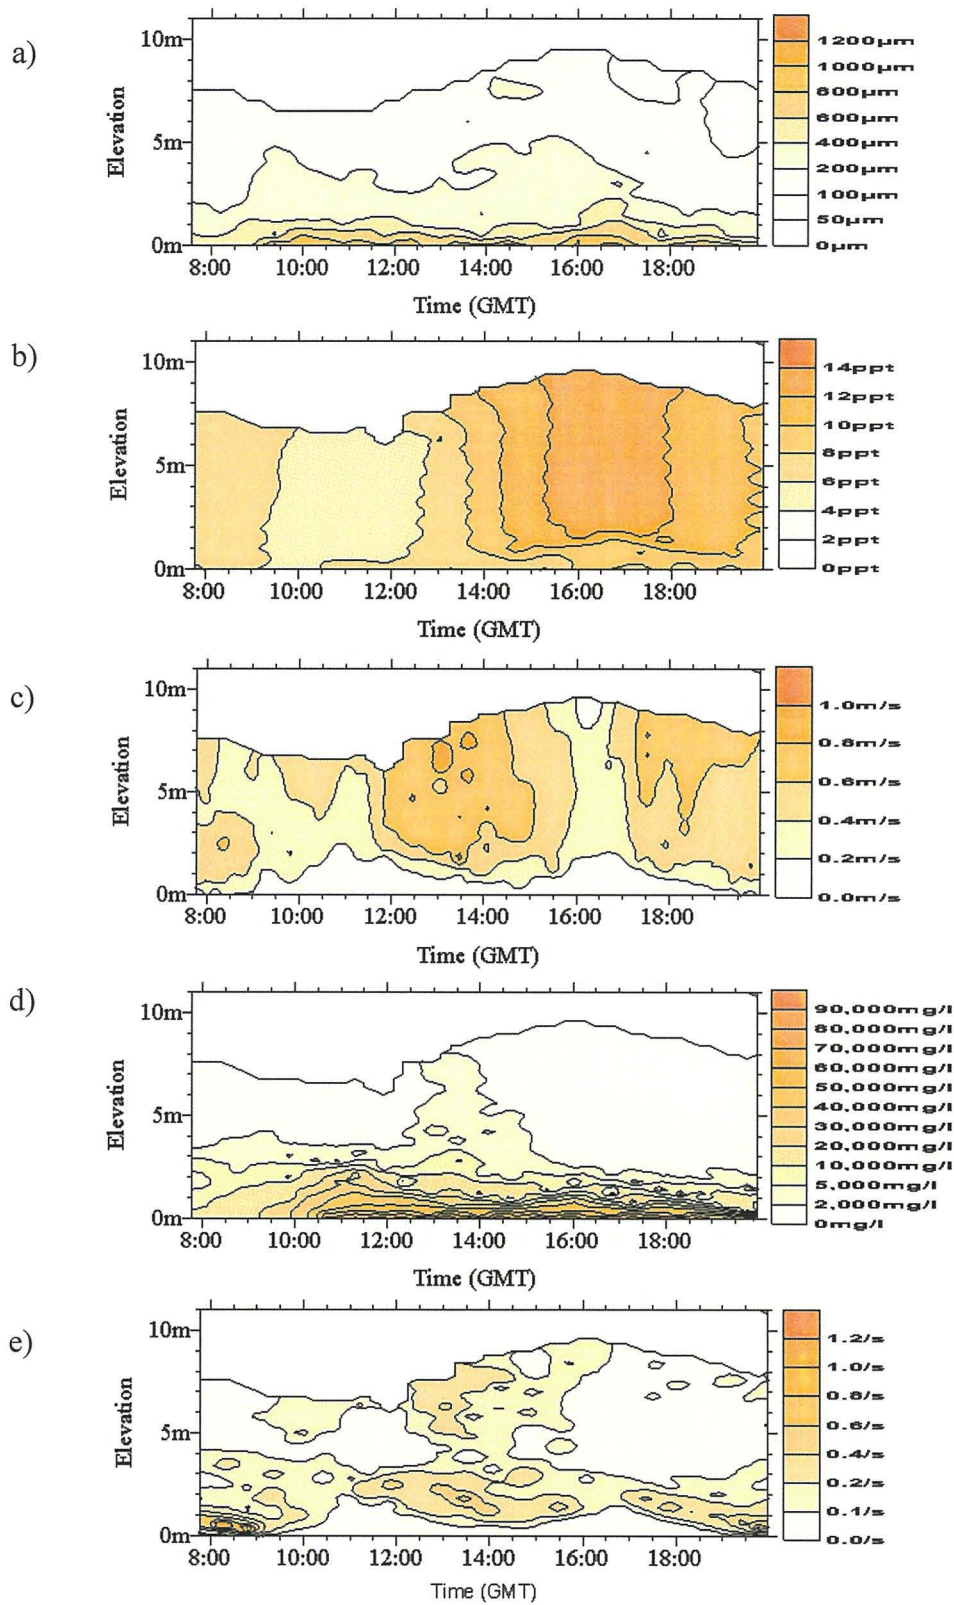 a)
10m
5m
0m
Elevation
8:00 10:00 12:00 14:00 16:00 18:00
Time (GMT)
1200µm
1000µm
800µm
600µm
400µm
200µm
100µm
50µm
0µm
b)
10m
5m
0m
Elevation
8:00 10:00 12:00 14:00 16:00 18:00
Time (GMT)
14ppt
12ppt
10ppt
8ppt
6ppt
4ppt
2ppt
0ppt
c)
10m
5m
0m
Elevation
8:00 10:00 12:00 14:00 16:00 18:00
Time (GMT)
1.0m/s
0.8m/s
0.6m/s
0.4m/s
0.2m/s
0.0m/s
d)
10m
5m
0m
Elevation
8:00 10:00 12:00 14:00 16:00 18:00
Time (GMT)
90,000mg/l
80,000mg/l
70,000mg/l
60,000mg/l
50,000mg/l
40,000mg/l
30,000mg/l
20,000mg/l
10,000mg/l
5,000mg/l
2,000mg/l
0mg/l
e)
10m
5m
0m
Elevation
8:00 10:00 12:00 14:00 16:00 18:00
Time (GMT)
1.2/s
1.0/s
0.8/s
0.6/s
0.4/s
0.2/s
0.1/s
0.0/s